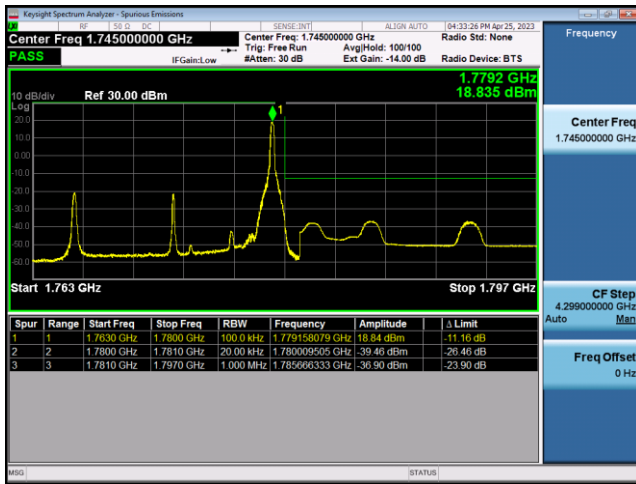 Keysight Spectrum Analyzer - Spurious Emissions
RF 50 Ω DC SENSE:INT ALIGN AUTO 04:33:26 PM Apr 25, 2023
Center Freq 1.745000000 GHz Center Freq: 1.745000000 GHz Radio Std: None Frequency
Trig: Free Run Avg|Hold: 100/100
PASS IFGain:Low #Atten: 30 dB Ext Gain: -14.00 dB Radio Device: BTS
1.7792 GHz
10 dB/div Ref 30.00 dBm 18.835 dBm
Log
20.0
1
10.0
0.00
-10.0
-20.0
-30.0
-40.0
-50.0
-60.0
Center Freq
1.745000000 GHz
Start 1.763 GHz Stop 1.797 GHz
CF Step
4.299000000 GHz
Auto Man
Spur Range Start Freq Stop Freq RBW Frequency Amplitude Δ Limit
1 1 1.7630 GHz 1.7800 GHz 100.0 kHz 1.779158079 GHz 18.84 dBm -11.16 dB
2 2 1.7800 GHz 1.7810 GHz 20.00 kHz 1.780009505 GHz -39.46 dBm -26.46 dB
3 3 1.7810 GHz 1.7970 GHz 1.000 MHz 1.785666333 GHz -36.90 dBm -23.90 dB
Freq Offset
0 Hz
MSG STATUS